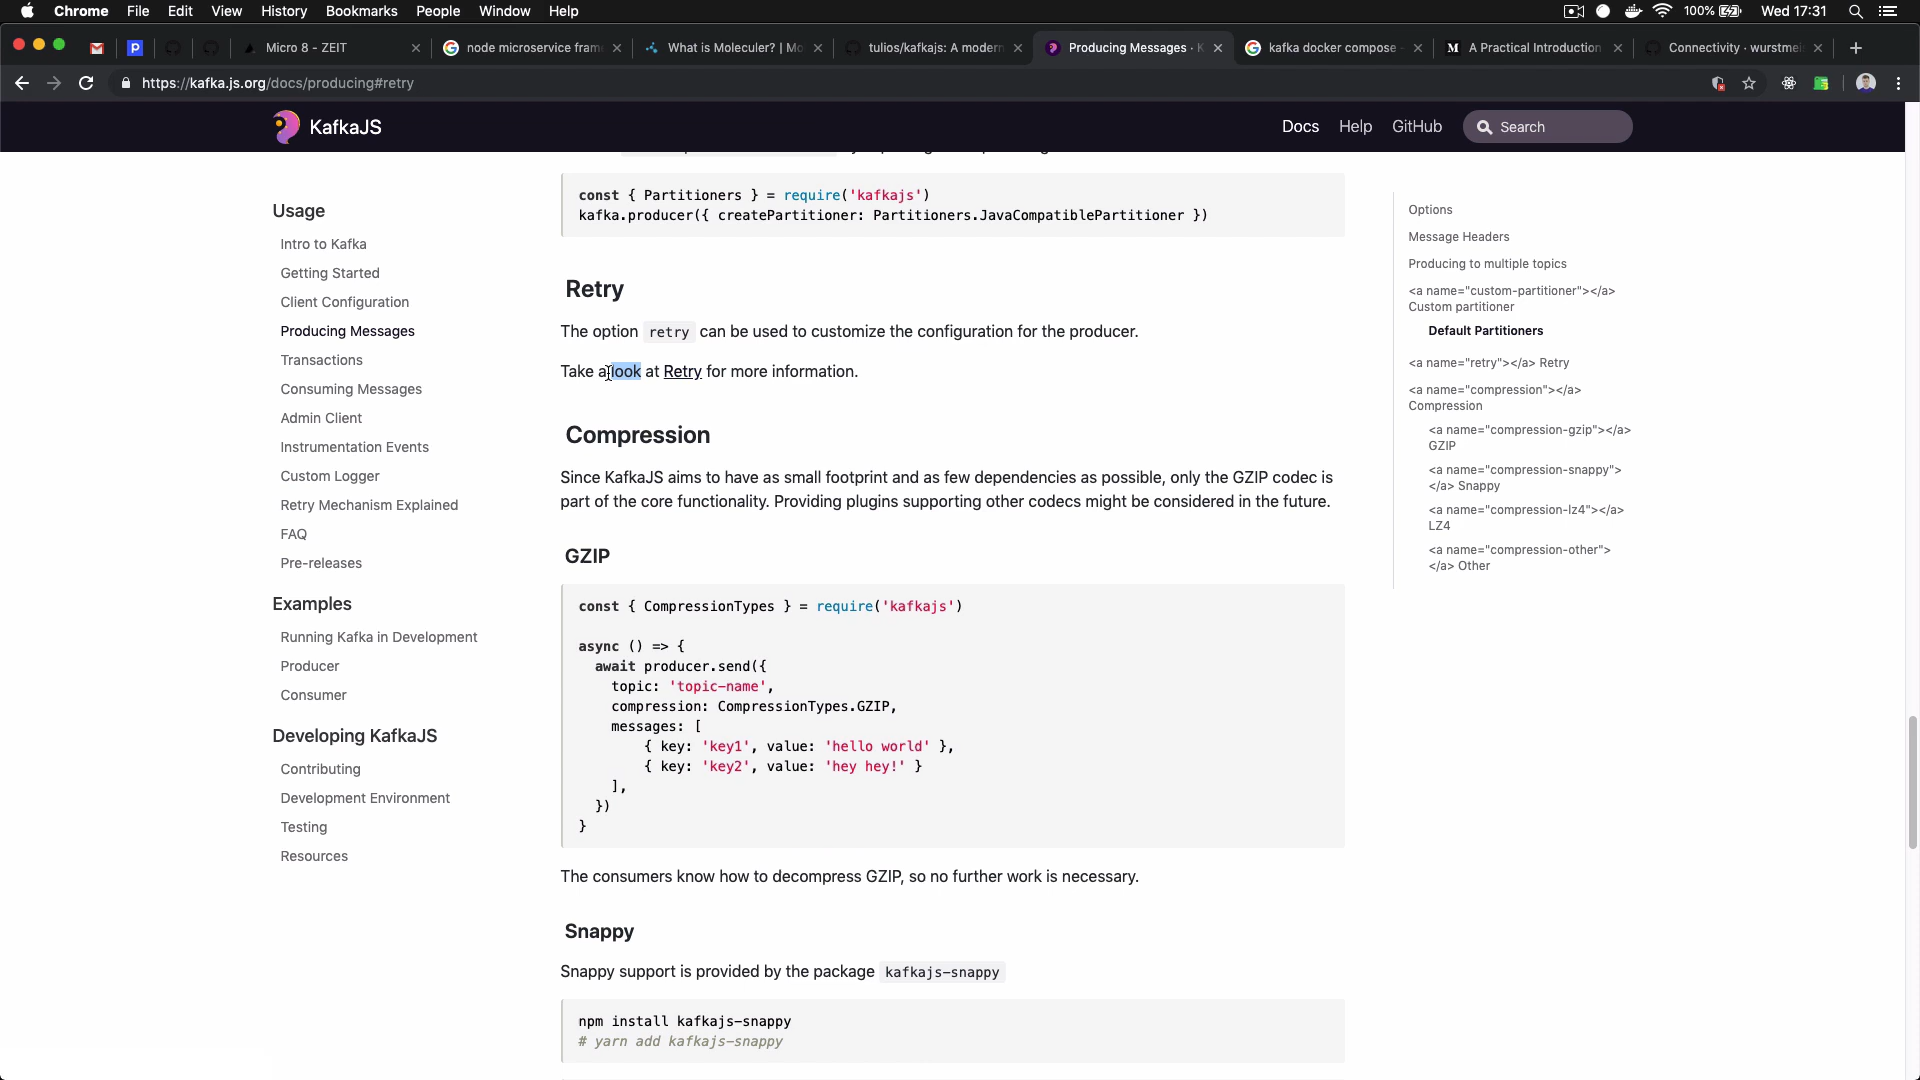 Chrome File Edit View History Bookmarks People Window Help 100% Wed 17:31
Micro 8 - ZEIT node microservice fram What is Moleculer? | Mo tulios/kafkajs: A modern Producing Messages · K kafka docker compose - A Practical Introduction Connectivity · wurstmei
https://kafka.js.org/docs/producing#retry
KafkaJS
Docs Help GitHub Search
Usage
Intro to Kafka
Getting Started
Client Configuration
Producing Messages
Transactions
Consuming Messages
Admin Client
Instrumentation Events
Custom Logger
Retry Mechanism Explained
FAQ
Pre-releases
Examples
Running Kafka in Development
Producer
Consumer
Developing KafkaJS
Contributing
Development Environment
Testing
Resources
const { Partitioners } = require('kafkajs')
kafka.producer({ createPartitioner: Partitioners.JavaCompatiblePartitioner })
Retry
The option retry can be used to customize the configuration for the producer.
Take a look at Retry for more information.
Compression
Since KafkaJS aims to have as small footprint and as few dependencies as possible, only the GZIP codec is
part of the core functionality. Providing plugins supporting other codecs might be considered in the future.
GZIP
const { CompressionTypes } = require('kafkajs')
async () => {
await producer.send({
topic: 'topic-name',
compression: CompressionTypes.GZIP,
messages: [
{ key: 'key1', value: 'hello world' },
{ key: 'key2', value: 'hey hey!' }
],
})
}
The consumers know how to decompress GZIP, so no further work is necessary.
Snappy
Snappy support is provided by the package kafkajs-snappy
npm install kafkajs-snappy
# yarn add kafkajs-snappy
Options
Message Headers
Producing to multiple topics
<a name="custom-partitioner"></a>
Custom partitioner
Default Partitioners
<a name="retry"></a> Retry
<a name="compression"></a>
Compression
<a name="compression-gzip"></a>
GZIP
<a name="compression-snappy">
</a> Snappy
<a name="compression-lz4"></a>
LZ4
<a name="compression-other">
</a> Other